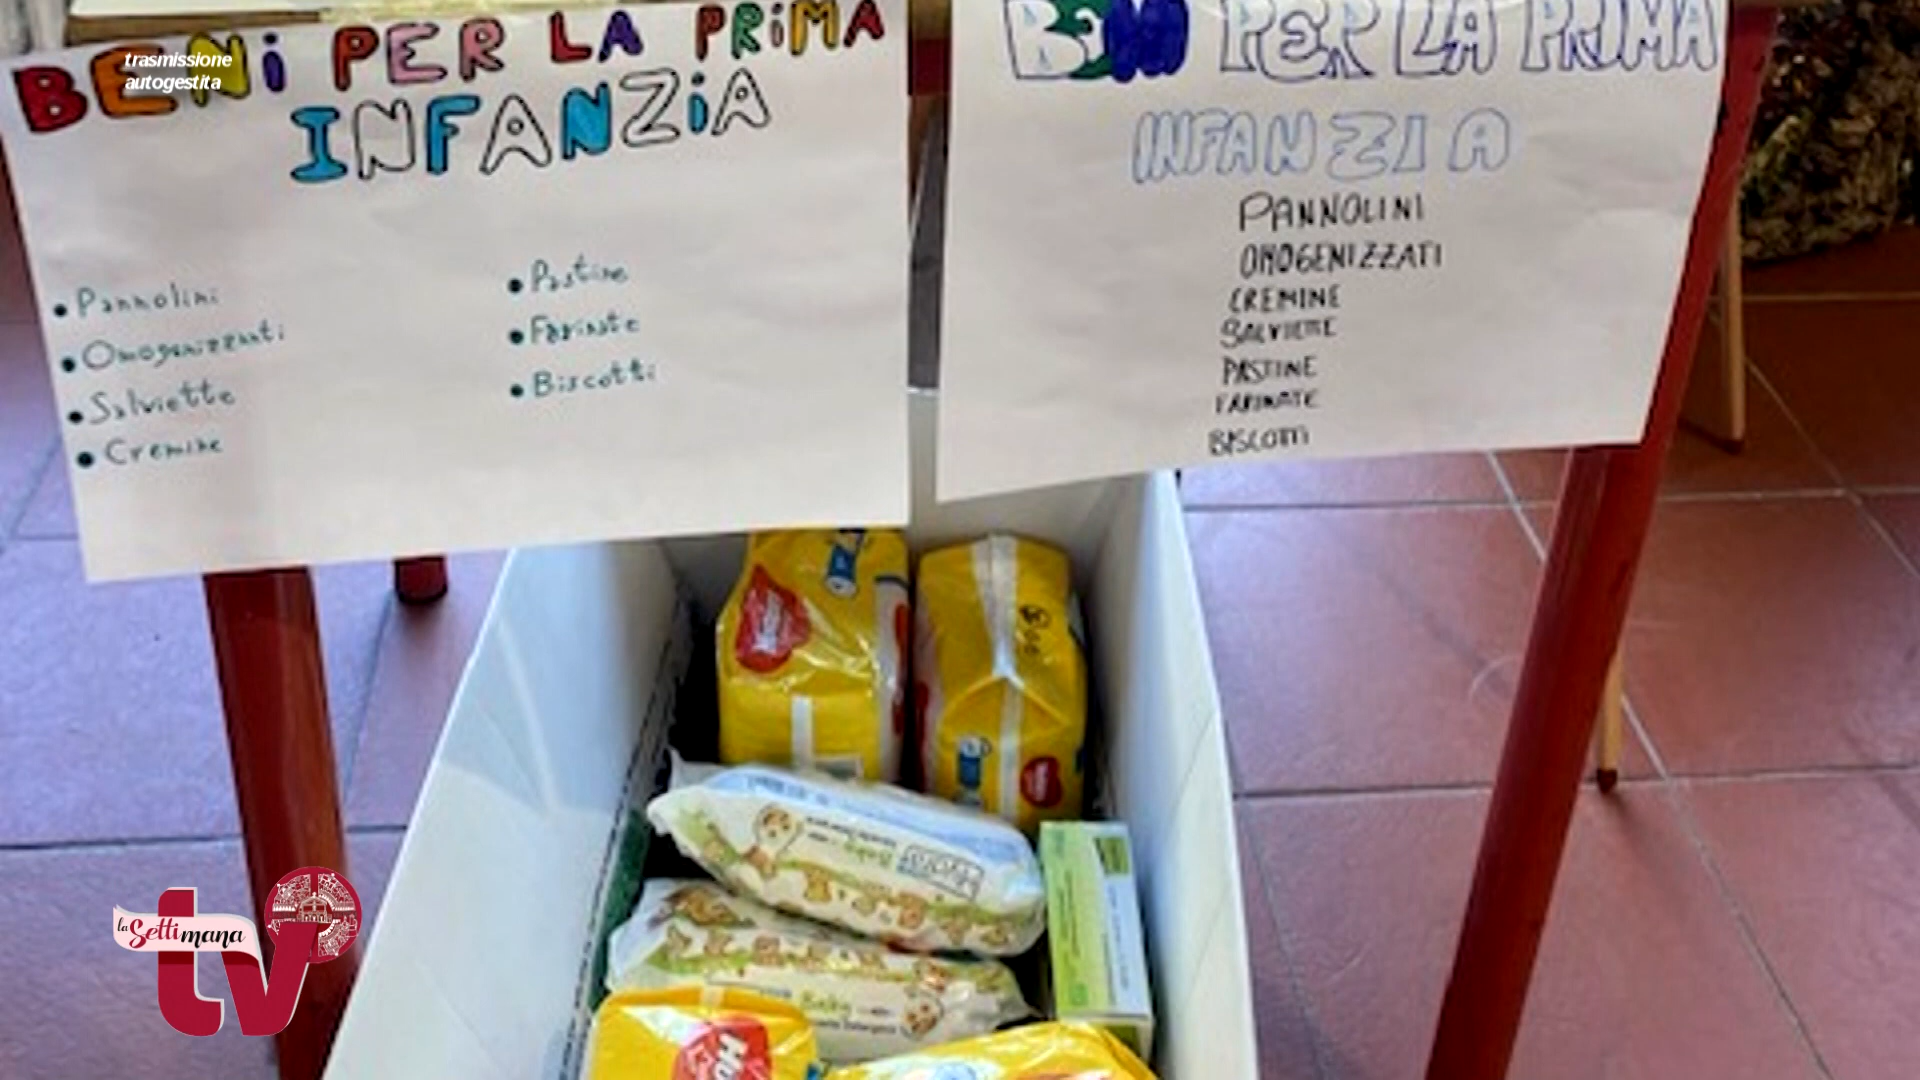 BENi PER LA PRiMA
INFANZiA
trasmissione
autogestita
• Pannolini
• Omogenizzati
• Salviette
• Cremine
• Pastine
• Farinate
• Biscotti
BENI PER LA PRIMA
INFANZIA
PANNOLINI
OMOGENIZZATI
CREMINE
SALVIETTE
PASTINE
FARINATE
BISCOTTI
la Settimana
tv